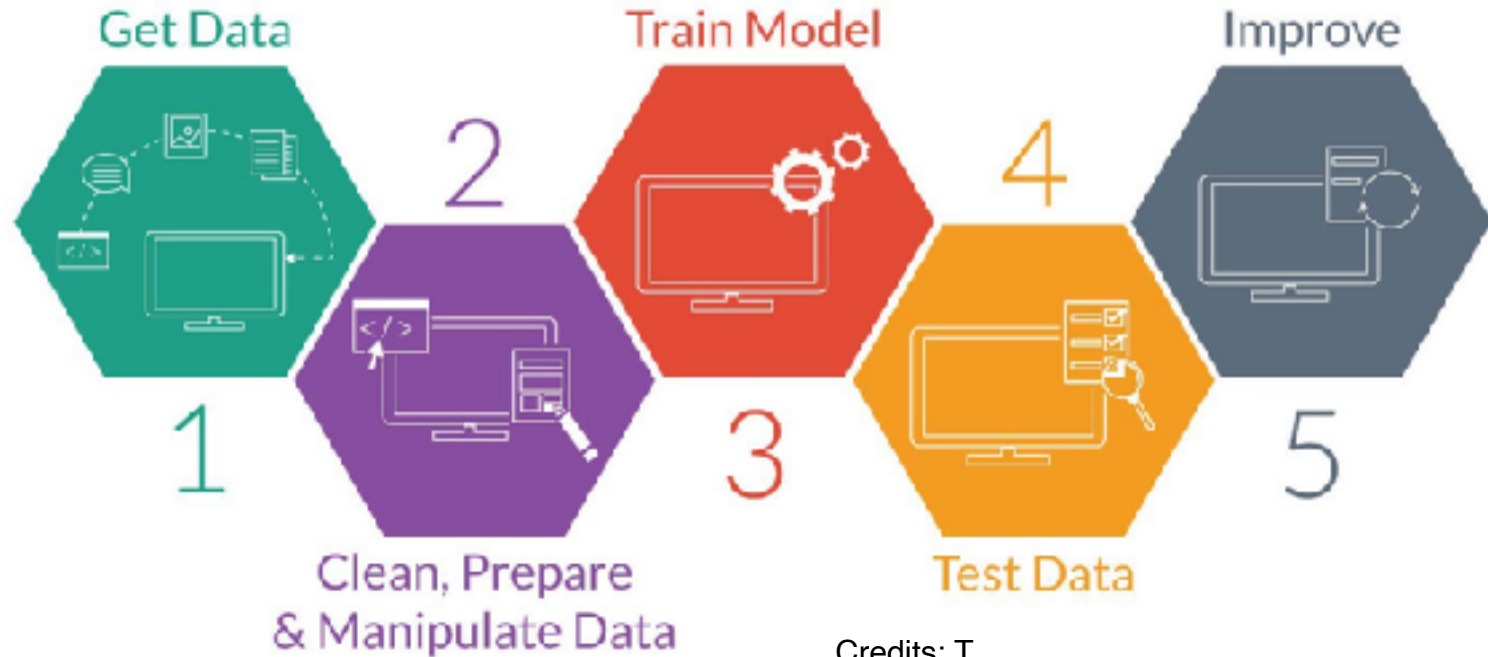 Get Data
1
2
Clean, Prepare
& Manipulate Data
Train Model
3
4
Test Data
Improve
5
</>
</>
Credits: T